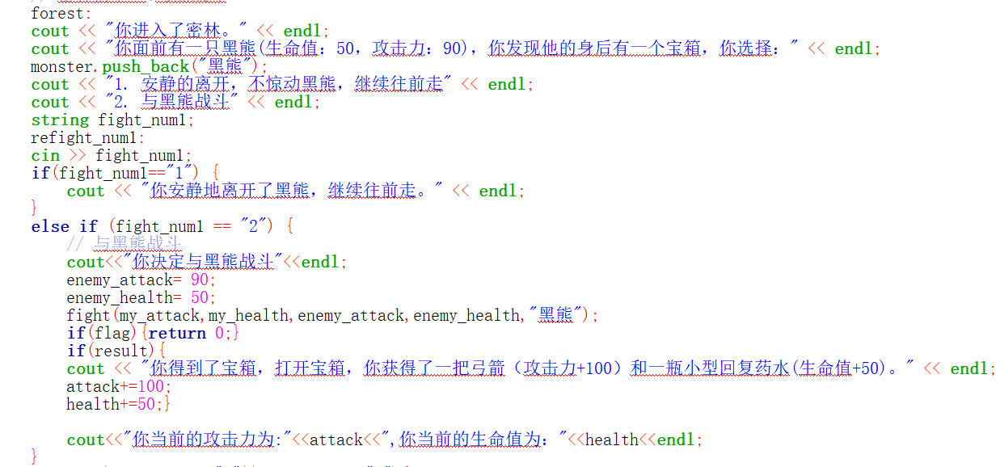 forest:
cout << "你进入了密林。" << endl;
cout << "你面前有一只黑熊(生命值：50，攻击力：90)，你发现他的身后有一个宝箱，你选择：" << endl;
monster.push_back("黑熊");
cout << "1. 安静的离开，不惊动黑熊，继续往前走" << endl;
cout << "2. 与黑熊战斗" << endl;
string fight_num1;
refight_num1:
cin >> fight_num1;
if(fight_num1=="1") {
    cout << "你安静地离开了黑熊，继续往前走。" << endl;
}
else if (fight_num1 == "2") {
    // 与黑熊战斗
    cout<<"你决定与黑熊战斗"<<endl;
    enemy_attack= 90;
    enemy_health= 50;
    fight(my_attack,my_health,enemy_attack,enemy_health,"黑熊");
    if(flag){return 0;}
    if(result){
    cout << "你得到了宝箱，打开宝箱，你获得了一把弓箭（攻击力+100）和一瓶小型回复药水(生命值+50)。" << endl;
    attack+=100;
    health+=50;}
    cout<<"你当前的攻击力为:"<<attack<<",你当前的生命值为："<<health<<endl;
}